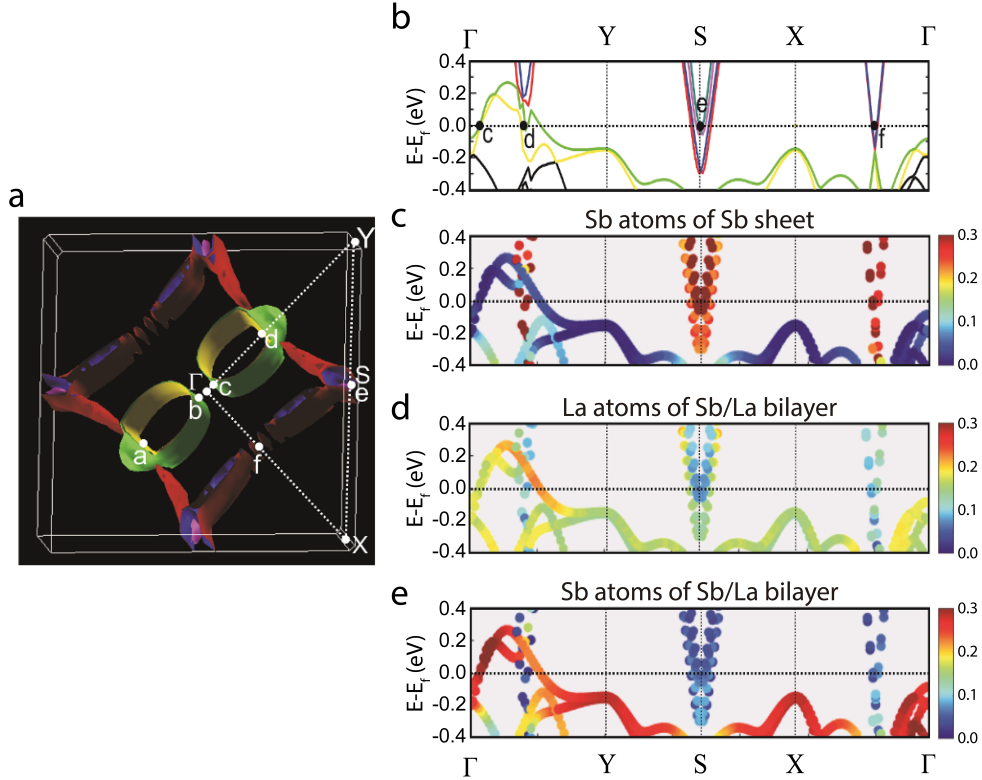 a
Y
d
S
e
Γ
c
b
f
a
X
b
Γ Y S X Γ
E-Ef (eV)
0.4
0.2
0.0
-0.2
-0.4
c
d
e
f
c
Sb atoms of Sb sheet
E-Ef (eV)
0.4
0.2
0.0
-0.2
-0.4
0.3
0.2
0.1
0.0
d
La atoms of Sb/La bilayer
E-Ef (eV)
0.4
0.2
0.0
-0.2
-0.4
0.3
0.2
0.1
0.0
e
Sb atoms of Sb/La bilayer
E-Ef (eV)
0.4
0.2
0.0
-0.2
-0.4
0.3
0.2
0.1
0.0
Γ Y S X Γ